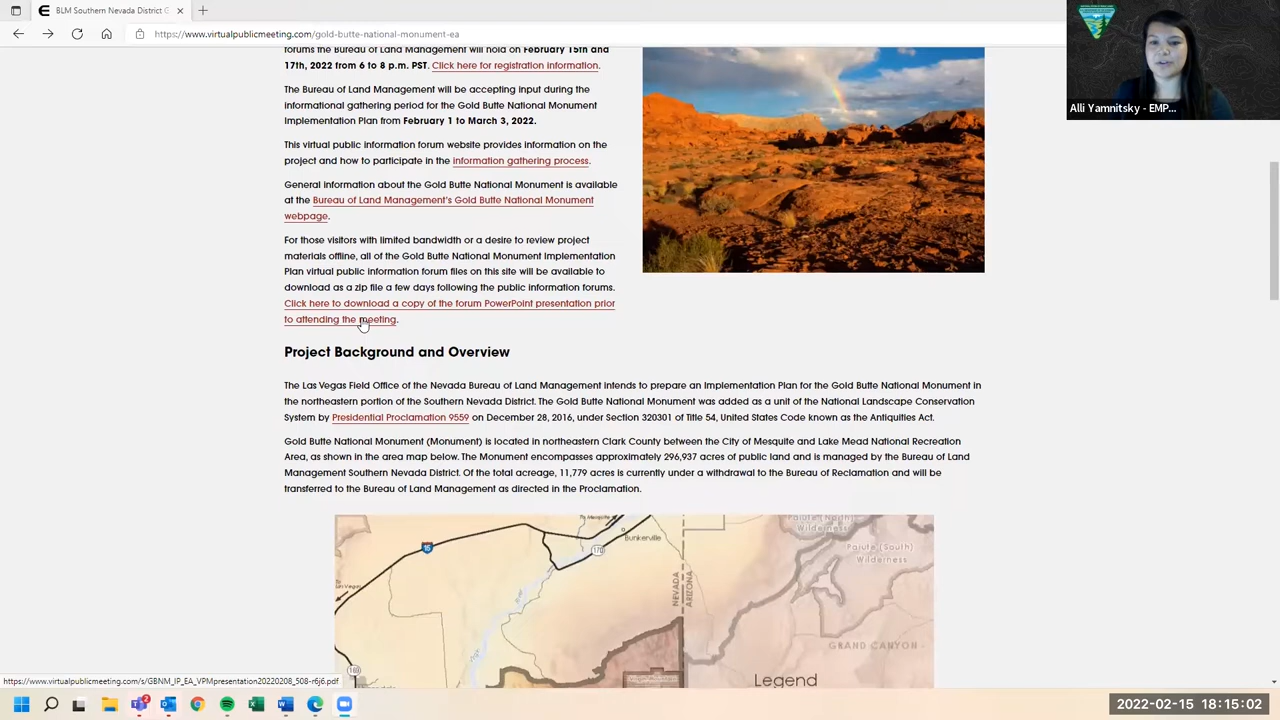 BLM Southern Nevada District G
https://www.virtualpublicmeeting.com/gold-butte-national-monument-ea
Alli Yamnitsky - EMP...
forums the Bureau of Land Management will hold on February 15th and
17th, 2022 from 6 to 8 p.m. PST. Click here for registration information.
The Bureau of Land Management will be accepting input during the
informational gathering period for the Gold Butte National Monument
Implementation Plan from February 1 to March 3, 2022.
This virtual public information forum website provides information on the
project and how to participate in the information gathering process.
General information about the Gold Butte National Monument is available
at the Bureau of Land Management's Gold Butte National Monument
webpage.
For those visitors with limited bandwidth or a desire to review project
materials offline, all of the Gold Butte National Monument Implementation
Plan virtual public information forum files on this site will be available to
download as a zip file a few days following the public information forums.
Click here to download a copy of the forum PowerPoint presentation prior
to attending the meeting.
Project Background and Overview
The Las Vegas Field Office of the Nevada Bureau of Land Management intends to prepare an Implementation Plan for the Gold Butte National Monument in
the northeastern portion of the Southern Nevada District. The Gold Butte National Monument was added as a unit of the National Landscape Conservation
System by Presidential Proclamation 9559 on December 28, 2016, under Section 320301 of Title 54, United States Code known as the Antiquities Act.
Gold Butte National Monument (Monument) is located in northeastern Clark County between the City of Mesquite and Lake Mead National Recreation
Area, as shown in the area map below. The Monument encompasses approximately 296,937 acres of public land and is managed by the Bureau of Land
Management Southern Nevada District. Of the total acreage, 11,779 acres is currently under a withdrawal to the Bureau of Reclamation and will be
transferred to the Bureau of Land Management as directed in the Proclamation.
To Mesquite
Bunkerville
Paiute (North)
Wilderness
15
170
Paiute (South)
Wilderness
NEVADA
ARIZONA
GRAND CANYON
169
Legend
https://www.virtualpublicmeeting.com/s/GBNM_IP_EA_VPMpresentation20220208_508-r6j6.pdf
2
2022-02-15 18:15:02